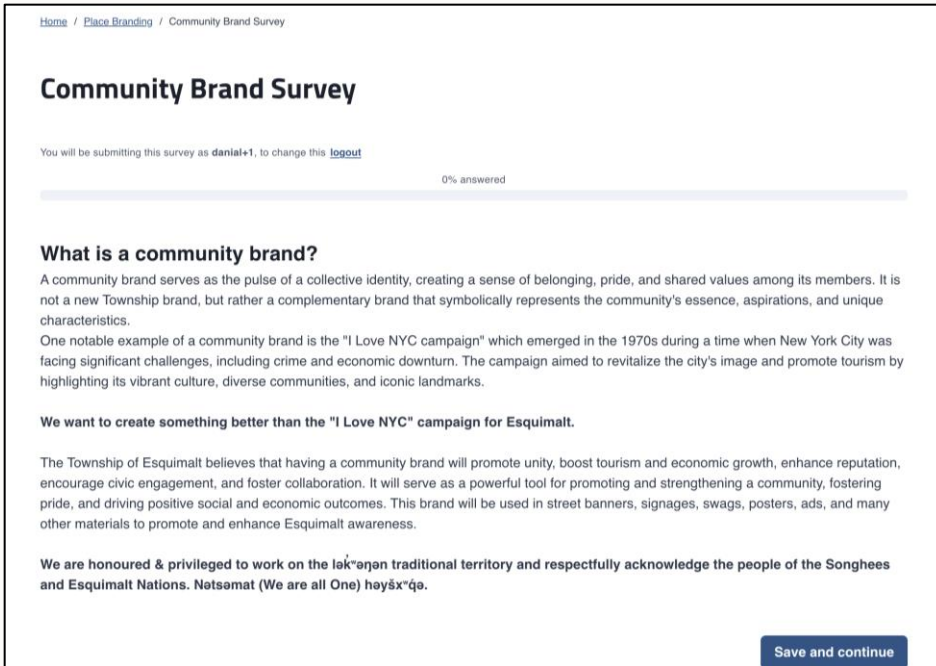 Home / Place Branding / Community Brand Survey
Community Brand Survey
You will be submitting this survey as danial+1, to change this logout
0% answered
What is a community brand?
A community brand serves as the pulse of a collective identity, creating a sense of belonging, pride, and shared values among its members. It is
not a new Township brand, but rather a complementary brand that symbolically represents the community's essence, aspirations, and unique
characteristics.
One notable example of a community brand is the "I Love NYC campaign" which emerged in the 1970s during a time when New York City was
facing significant challenges, including crime and economic downturn. The campaign aimed to revitalize the city's image and promote tourism by
highlighting its vibrant culture, diverse communities, and iconic landmarks.
We want to create something better than the "I Love NYC" campaign for Esquimalt.
The Township of Esquimalt believes that having a community brand will promote unity, boost tourism and economic growth, enhance reputation,
encourage civic engagement, and foster collaboration. It will serve as a powerful tool for promoting and strengthening a community, fostering
pride, and driving positive social and economic outcomes. This brand will be used in street banners, signages, swags, posters, ads, and many
other materials to promote and enhance Esquimalt awareness.
We are honoured & privileged to work on the lək̓ʷəŋən traditional territory and respectfully acknowledge the people of the Songhees
and Esquimalt Nations. Nətsəmat (We are all One) həyšxʷq̓ə.
Save and continue